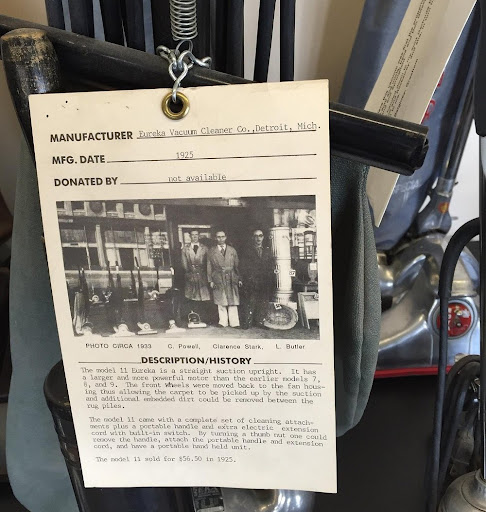 MANUFACTURER Eureka Vacuum Cleaner Co., Detroit, Mich.
MFG. DATE 1925
DONATED BY not available
PHOTO CIRCA 1933 C. Powell, Clarence Stark, L. Butler
DESCRIPTION/HISTORY
The model 11 Eureka is a straight suction upright. It has
a larger and more powerful motor than the earlier models 7,
8, and 9. The front wheels were moved back to the fan hous-
ing thus allowing the carpet to be picked up by the suction
and additional embedded dirt could be removed between the
rug piles.
The model 11 came with a complete set of cleaning attach-
ments plus a portable handle and extra electric extension
cord with built-in switch. By turning a thumb nut one could
remove the handle, attach the portable handle and extension
cord, and have a portable hand held unit.
The model 11 sold for $56.50 in 1925.